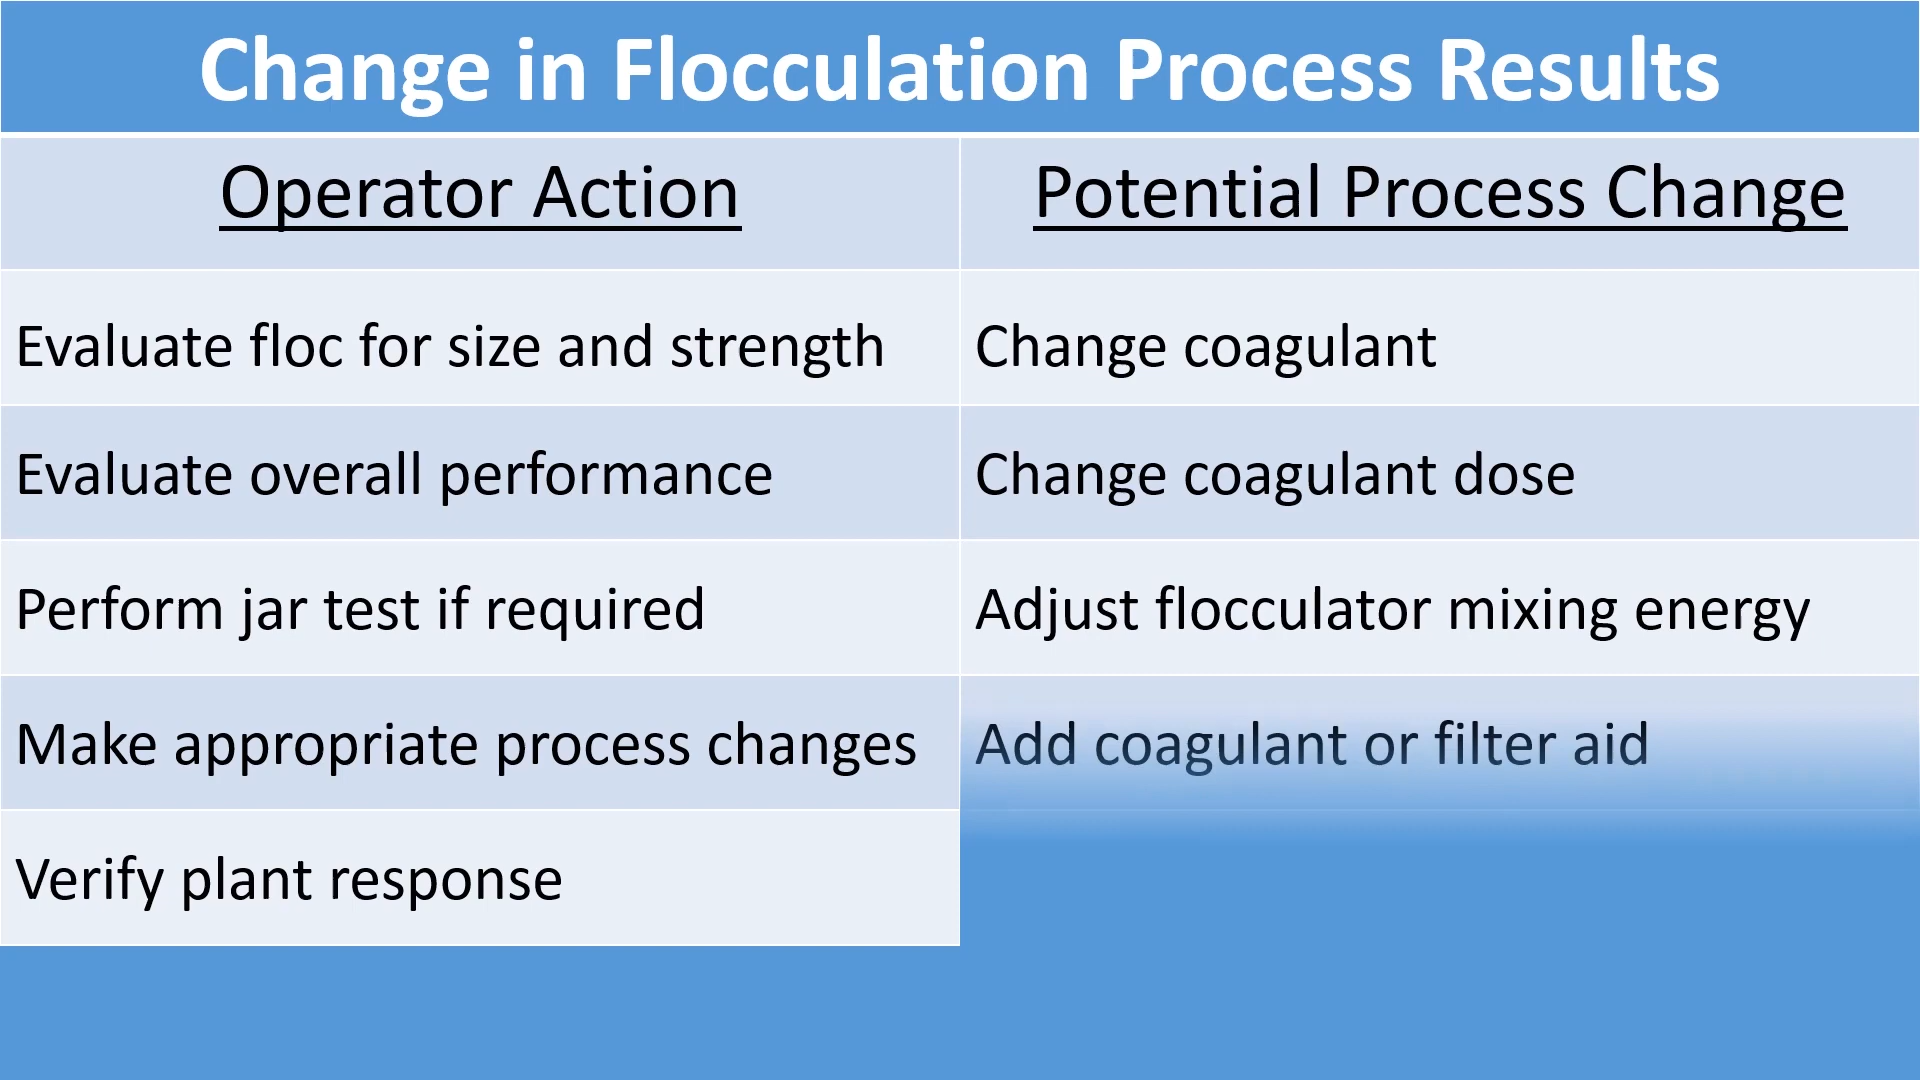 Change in Flocculation Process Results
Operator Action
Potential Process Change
Evaluate floc for size and strength
Change coagulant
Evaluate overall performance
Change coagulant dose
Perform jar test if required
Adjust flocculator mixing energy
Make appropriate process changes
Add coagulant or filter aid
Verify plant response